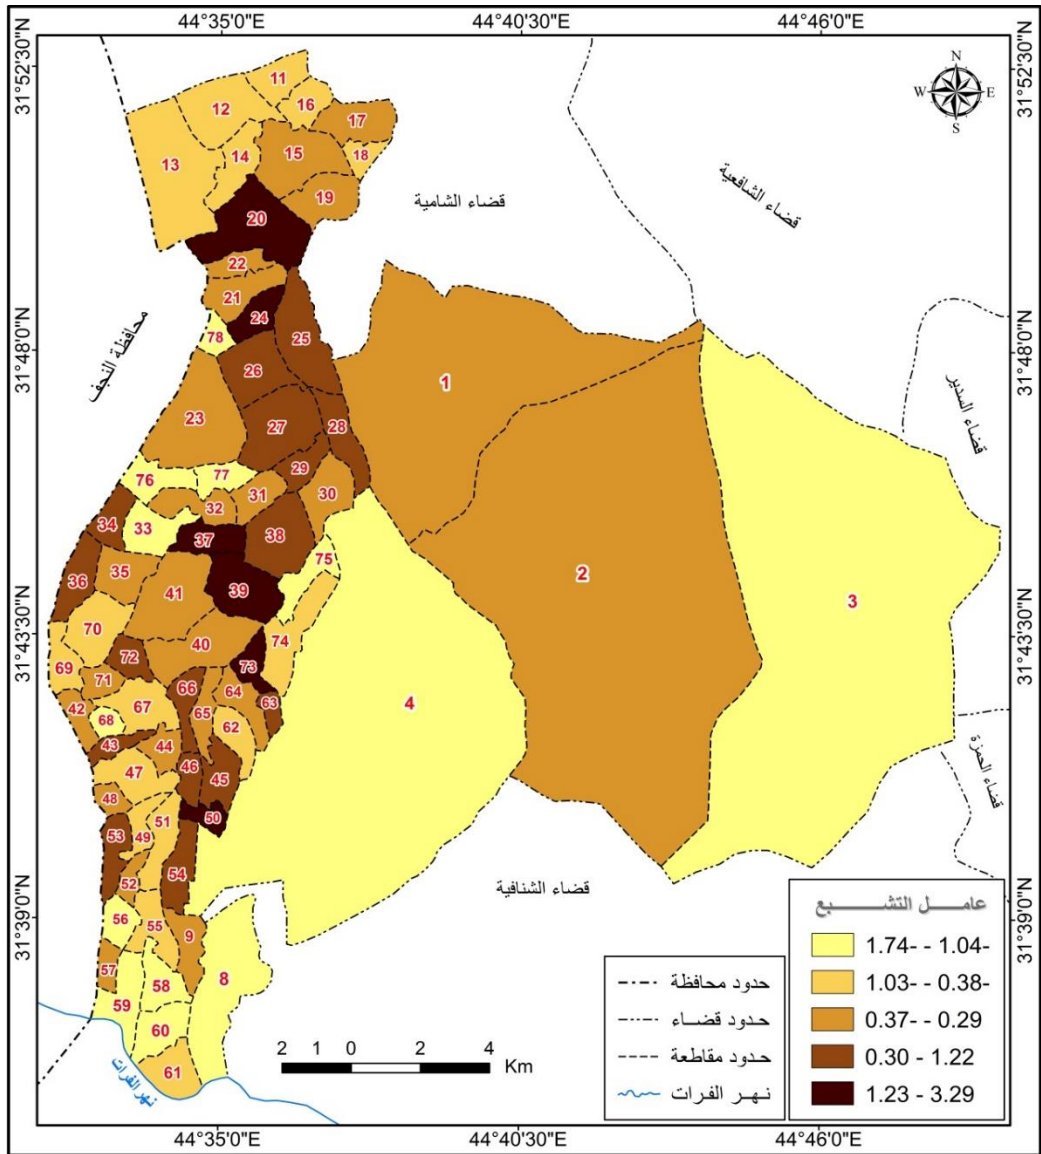 44°35'0"E
44°40'30"E
44°46'0"E
31°52'30"N
31°52'30"N
N
W
E
S
11
12
16
17
13
14
15
18
19
قضاء الشامية
قضاء الشافعية
20
22
21
24
25
78
محافظة النجف
31°48'0"N
31°48'0"N
26
1
23
27
28
قضاء السدير
29
76
77
30
31
32
34
33
37
38
75
2
3
36
35
41
39
31°43'30"N
31°43'30"N
70
40
74
72
73
69
71
66
64
63
4
42
67
65
68
62
43
44
قضاء الحمزة
47
46
45
48
50
51
53
49
54
52
قضاء الشنافية
31°39'0"N
31°39'0"N
56
55
9
57
58
8
59
60
61
نهر الفرات
2 1 0 2 4 Km
حدود محافظة
حدود قضاء
حدود مقاطعة
نهر الفرات
عامل التشبع
1.74- - 1.04-
1.03- - 0.38-
0.37- - 0.29
0.30 - 1.22
1.23 - 3.29
44°35'0"E
44°40'30"E
44°46'0"E